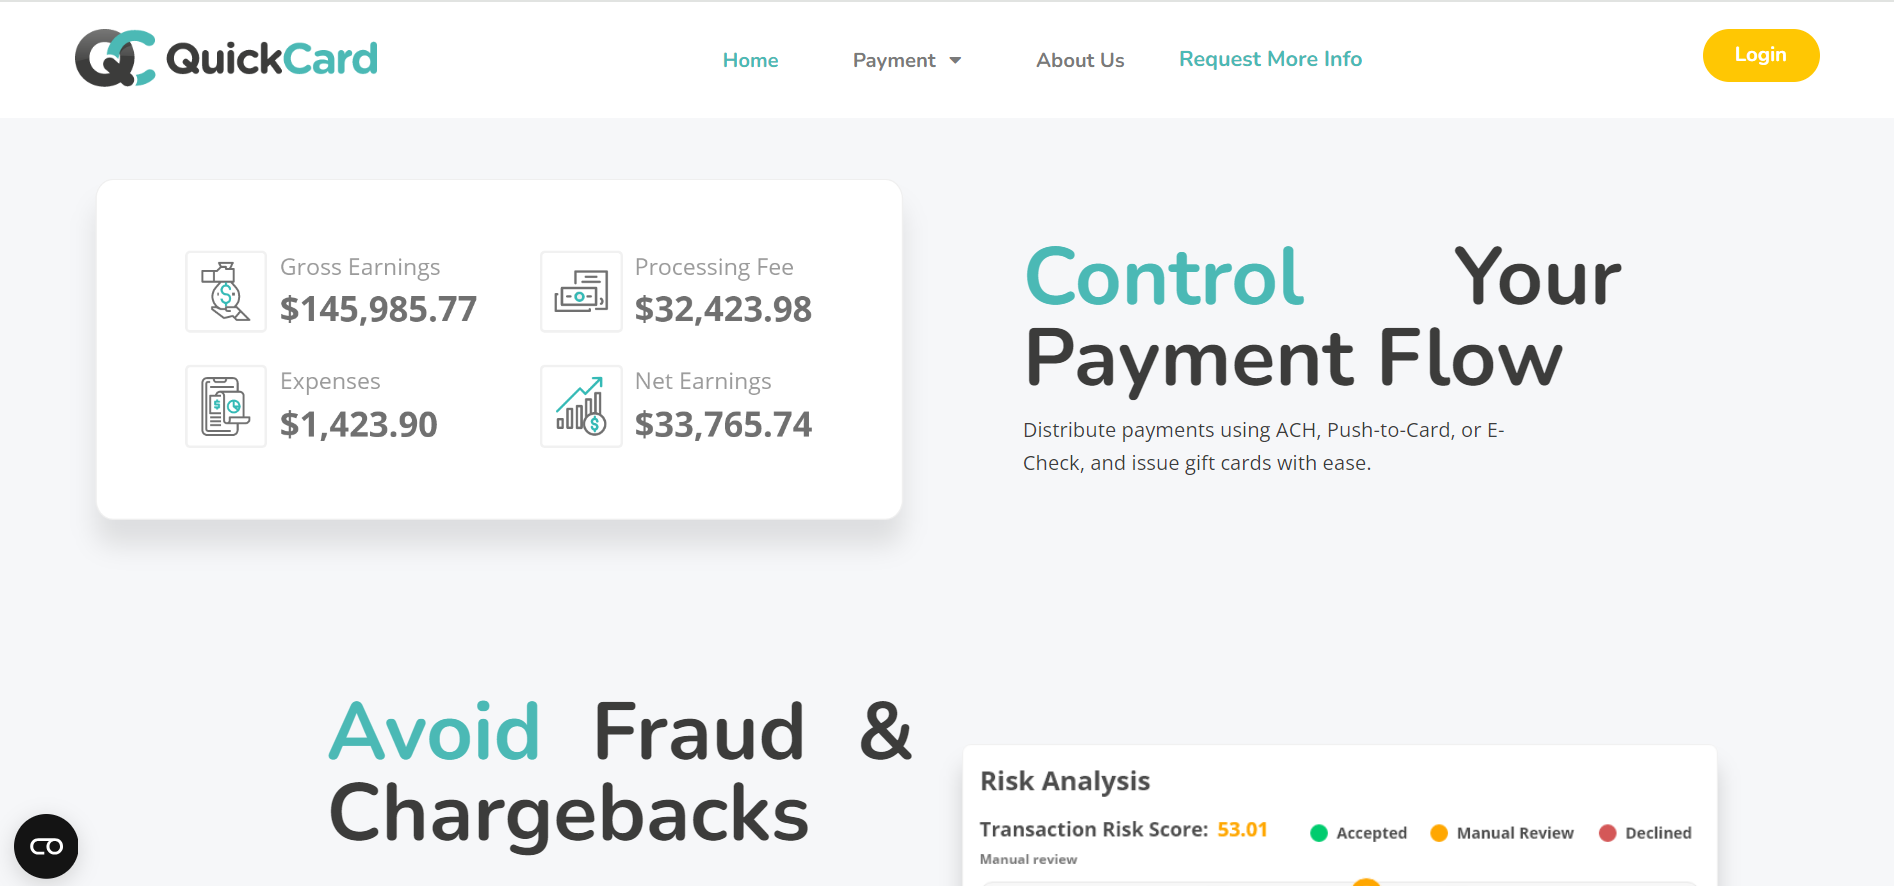 QuickCard
Home
Payment
About Us
Request More Info
Login
Gross Earnings
$145,985.77
Processing Fee
$32,423.98
Expenses
$1,423.90
Net Earnings
$33,765.74
Control Your
Payment Flow
Distribute payments using ACH, Push-to-Card, or E-
Check, and issue gift cards with ease.
Avoid Fraud &
Chargebacks
Risk Analysis
Transaction Risk Score: 53.01
Accepted
Manual Review
Declined
Manual review